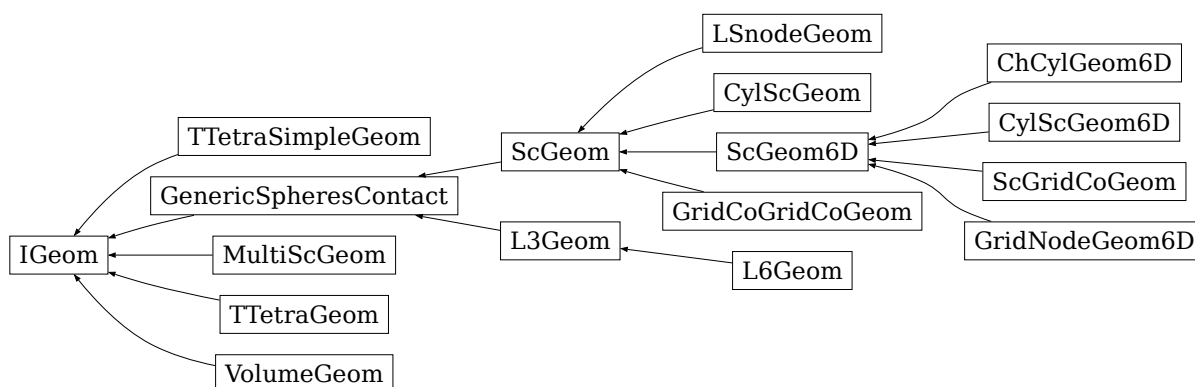 LSnodeGeom
ChCylGeom6D
CylScGeom
CylScGeom6D
TTetraSimpleGeom
ScGeom
ScGeom6D
ScGridCoGeom
GenericSpheresContact
GridCoGridCoGeom
L3Geom
GridNodeGeom6D
IGeom
MultiScGeom
L6Geom
TTetraGeom
VolumeGeom